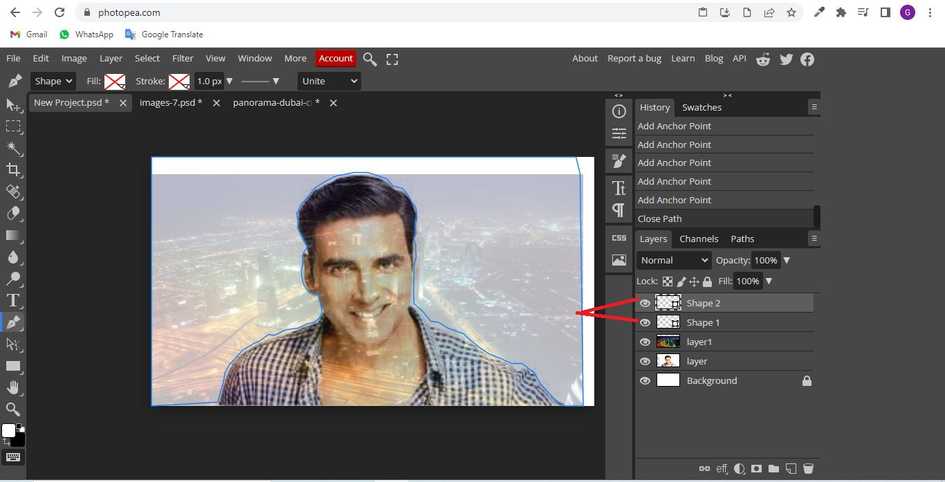 photopea.com
Gmail WhatsApp Google Translate
File Edit Image Layer Select Filter View Window More Account About Report a bug Learn Blog API
Shape Fill: Stroke: 1.0 px Unite
New Project.psd * images-7.psd * panorama-dubai-c *
History Swatches
Add Anchor Point
Add Anchor Point
Add Anchor Point
Add Anchor Point
Add Anchor Point
Close Path
CSS
Layers Channels Paths
Normal Opacity: 100%
Lock: Fill: 100%
Shape 2
Shape 1
layer1
layer
Background
eff